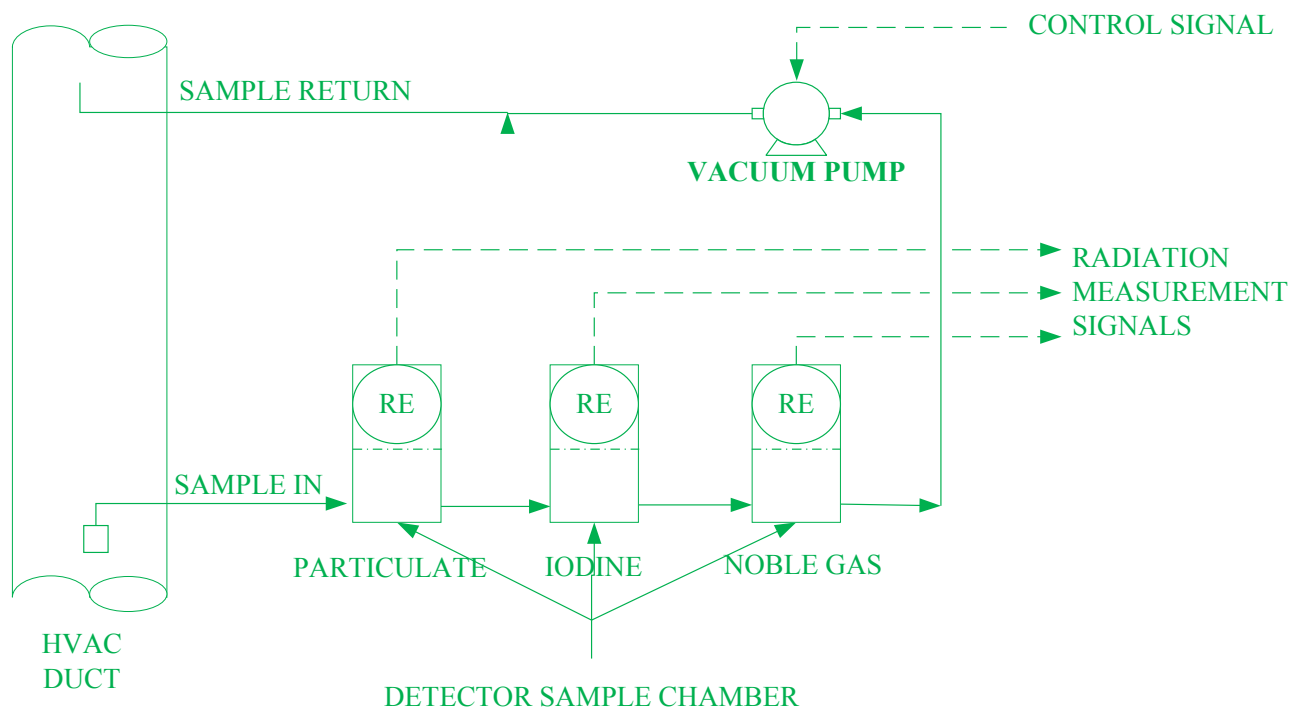 CONTROL SIGNAL
SAMPLE RETURN
VACUUM PUMP
RADIATION
MEASUREMENT
SIGNALS
RE RE RE
SAMPLE IN
PARTICULATE IODINE NOBLE GAS
HVAC
DUCT
DETECTOR SAMPLE CHAMBER